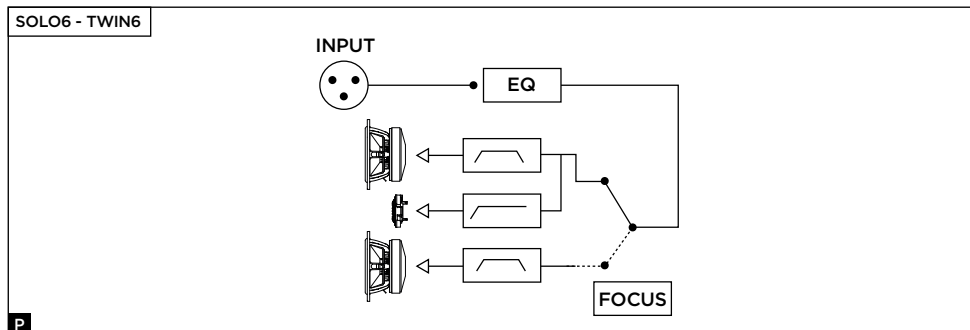 SOLO6 - TWIN6
INPUT
EQ
FOCUS
P